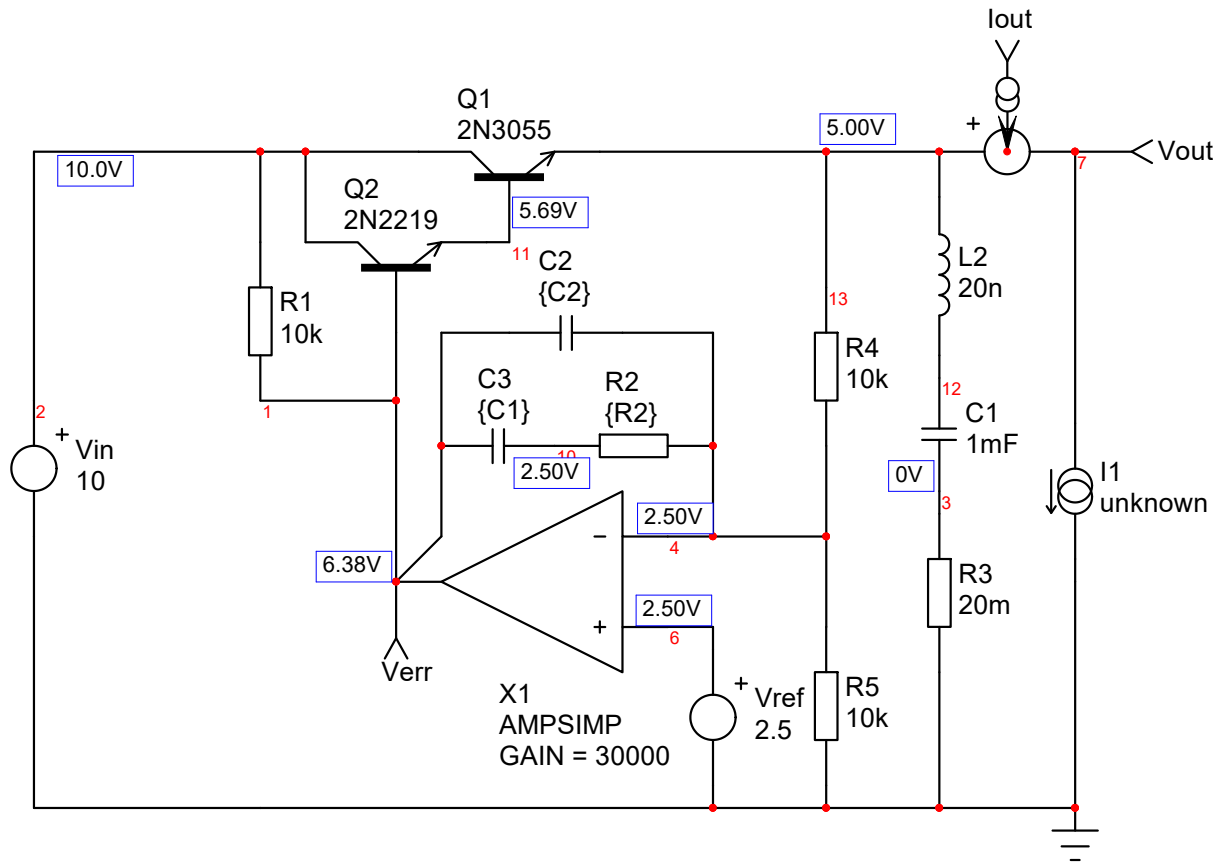 Iout
Q1
2N3055
+
5.00V
10.0V
Vout
7
Q2
2N2219
5.69V
11
C2
{C2}
L2
20n
R1
10k
13
R4
10k
C3
{C1}
R2
{R2}
12
C1
1mF
2
1
+
Vin
10
10
2.50V
0V
3
I1
unknown
2.50V
4
−
6.38V
R3
20m
2.50V
6
+
Verr
X1
AMPSIMP
GAIN = 30000
+
Vref
2.5
R5
10k